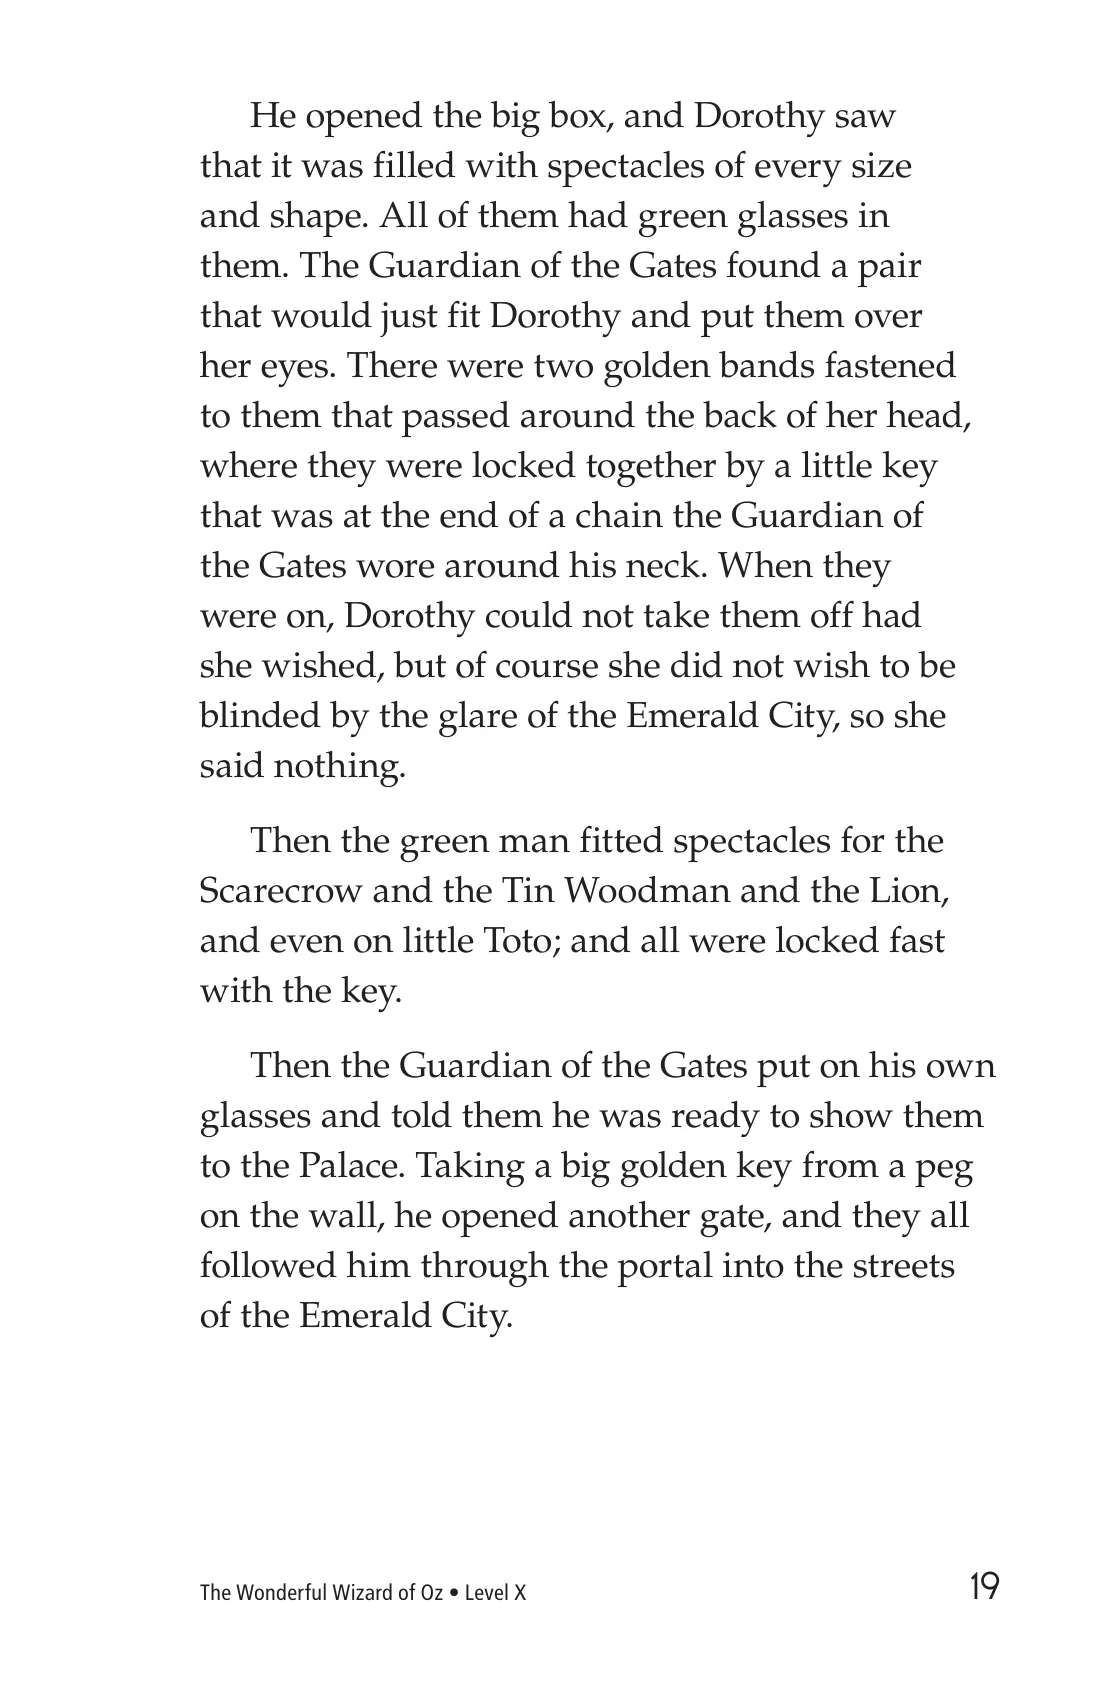 He opened the big box, and Dorothy saw
that it was filled with spectacles of every size
and shape. All of them had green glasses in
them. The Guardian of the Gates found a pair
that would just fit Dorothy and put them over
her eyes. There were two golden bands fastened
to them that passed around the back of her head,
where they were locked together by a little key
that was at the end of a chain the Guardian of
the Gates wore around his neck. When they
were on, Dorothy could not take them off had
she wished, but of course she did not wish to be
blinded by the glare of the Emerald City, so she
said nothing.
Then the green man fitted spectacles for the
Scarecrow and the Tin Woodman and the Lion,
and even on little Toto; and all were locked fast
with the key.
Then the Guardian of the Gates put on his own
glasses and told them he was ready to show them
to the Palace. Taking a big golden key from a peg
on the wall, he opened another gate, and they all
followed him through the portal into the streets
of the Emerald City.
The Wonderful Wizard of Oz • Level X
19